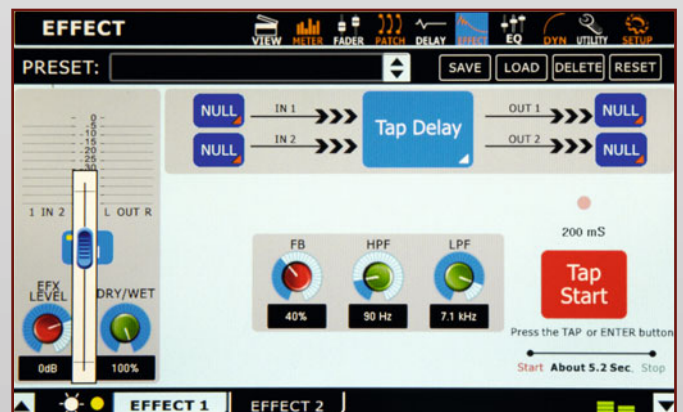 EFFECT
VIEW METER FADER PATCH DELAY EFFECT EQ DYN UTILITY SETUP
PRESET: SAVE LOAD DELETE RESET
NULL IN 1 Tap Delay OUT 1 NULL
NULL IN 2 OUT 2 NULL
0
-5
-10
-15
-20
-25
-30
1 IN 2 L OUT R
200 mS
FB HPF LPF
Tap
Start
EFX
LEVEL
DRY/WET
40% 90 Hz 7.1 kHz
Press the TAP or ENTER button
0dB 100%
Start About 5.2 Sec. Stop
EFFECT 1 EFFECT 2